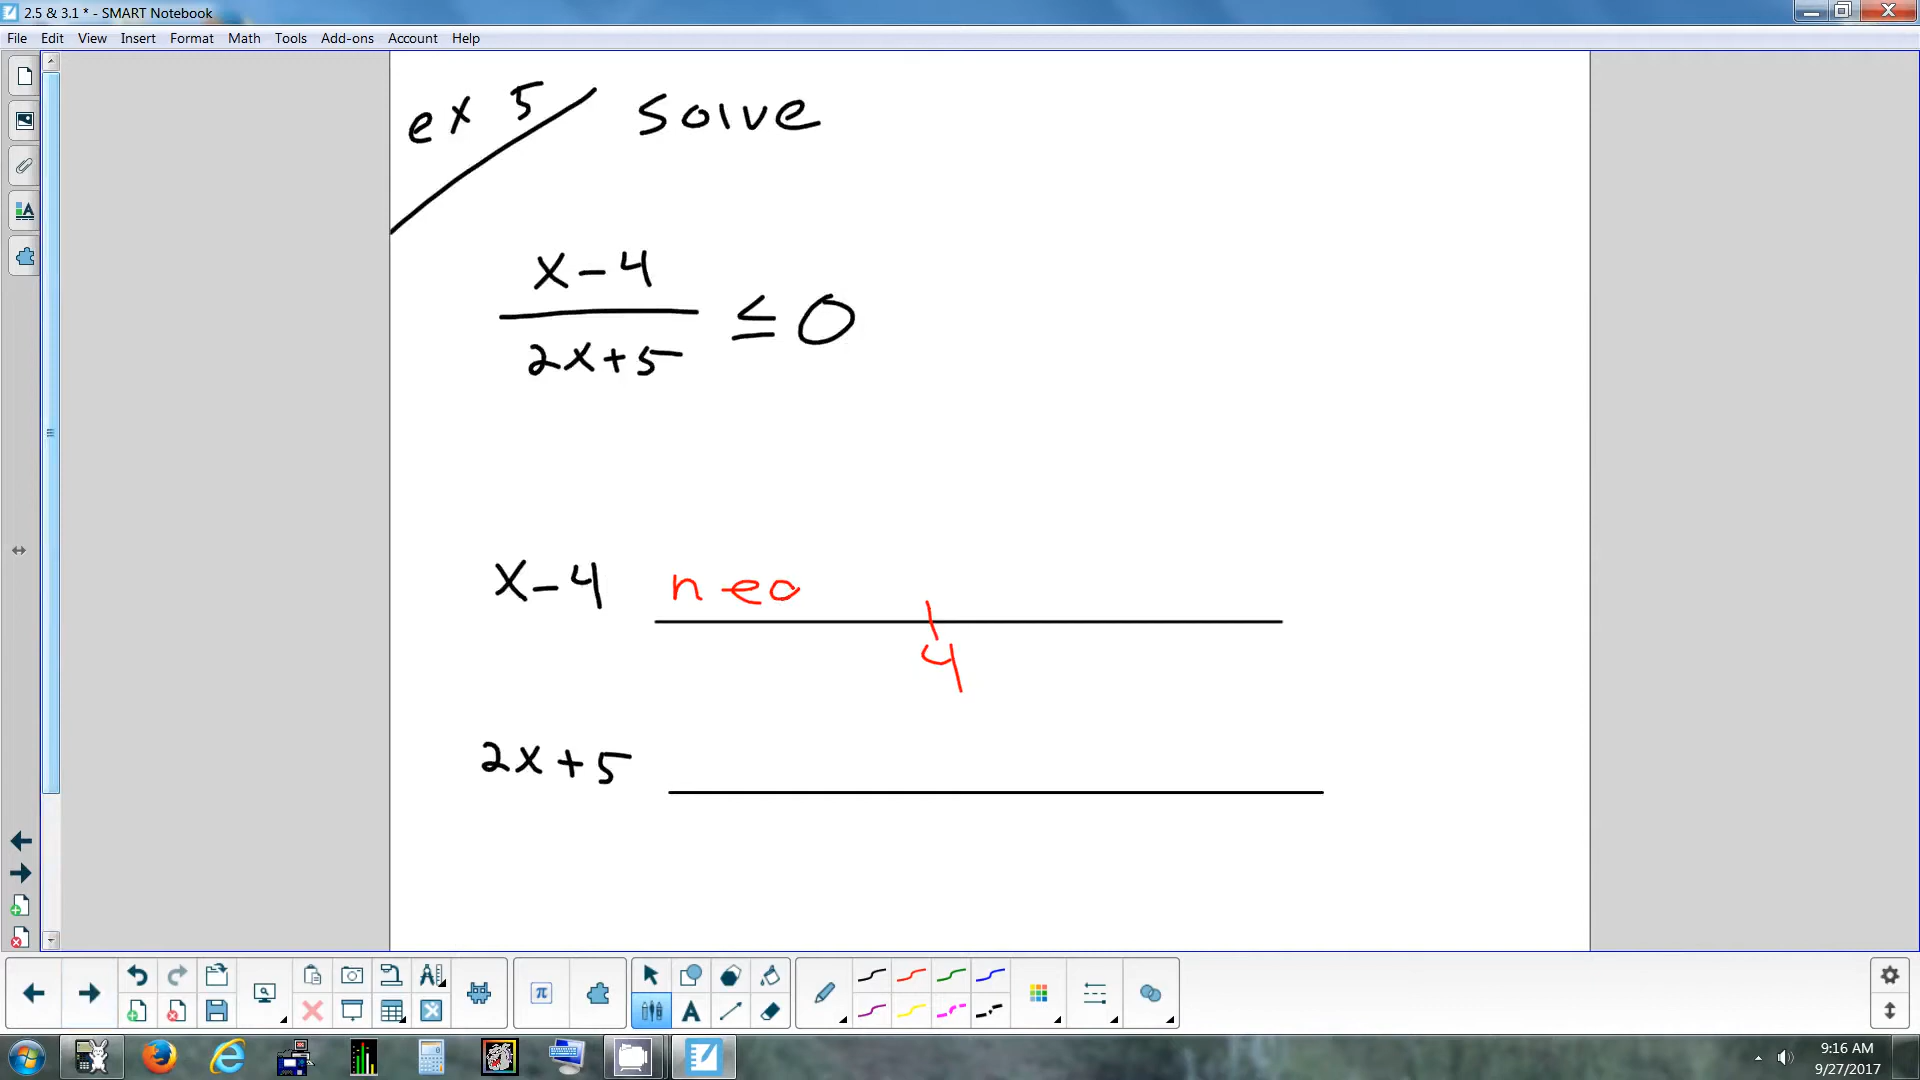 2.5 & 3.1 * - SMART Notebook
File Edit View Insert Format Math Tools Add-ons Account Help
ex 5 solve
x-4
2x+5
≤ 0
x-4 neo
4
2x+5
π
A
9:16 AM
9/27/2017